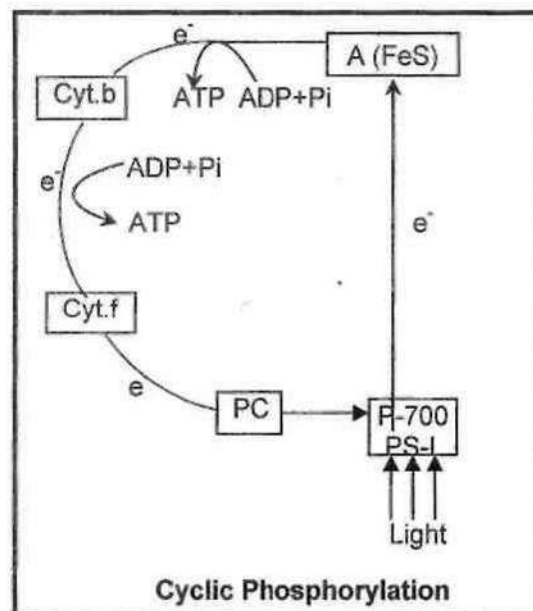 e-
A (FeS)
Cyt.b
ATP ADP+Pi
e-
ADP+Pi
ATP
e-
Cyt.f
e
PC
P-700
PS-I
Light
Cyclic Phosphorylation